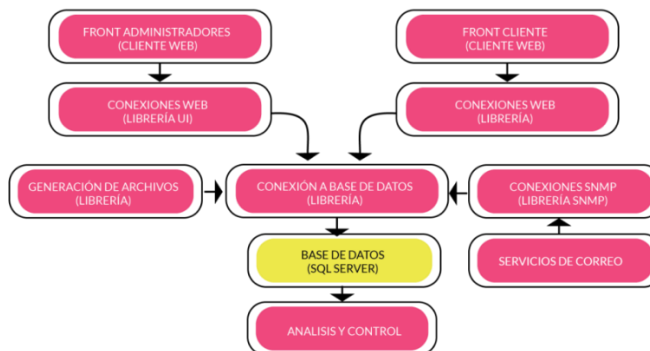 FRONT ADMINISTRADORES
(CLIENTE WEB)
FRONT CLIENTE
(CLIENTE WEB)
CONEXIONES WEB
(LIBRERÍA UI)
CONEXIONES WEB
(LIBRERÍA)
GENERACIÓN DE ARCHIVOS
(LIBRERÍA)
CONEXIÓN A BASE DE DATOS
(LIBRERÍA)
CONEXIONES SNMP
(LIBRERÍA SNMP)
BASE DE DATOS
(SQL SERVER)
SERVICIOS DE CORREO
ANALISIS Y CONTROL